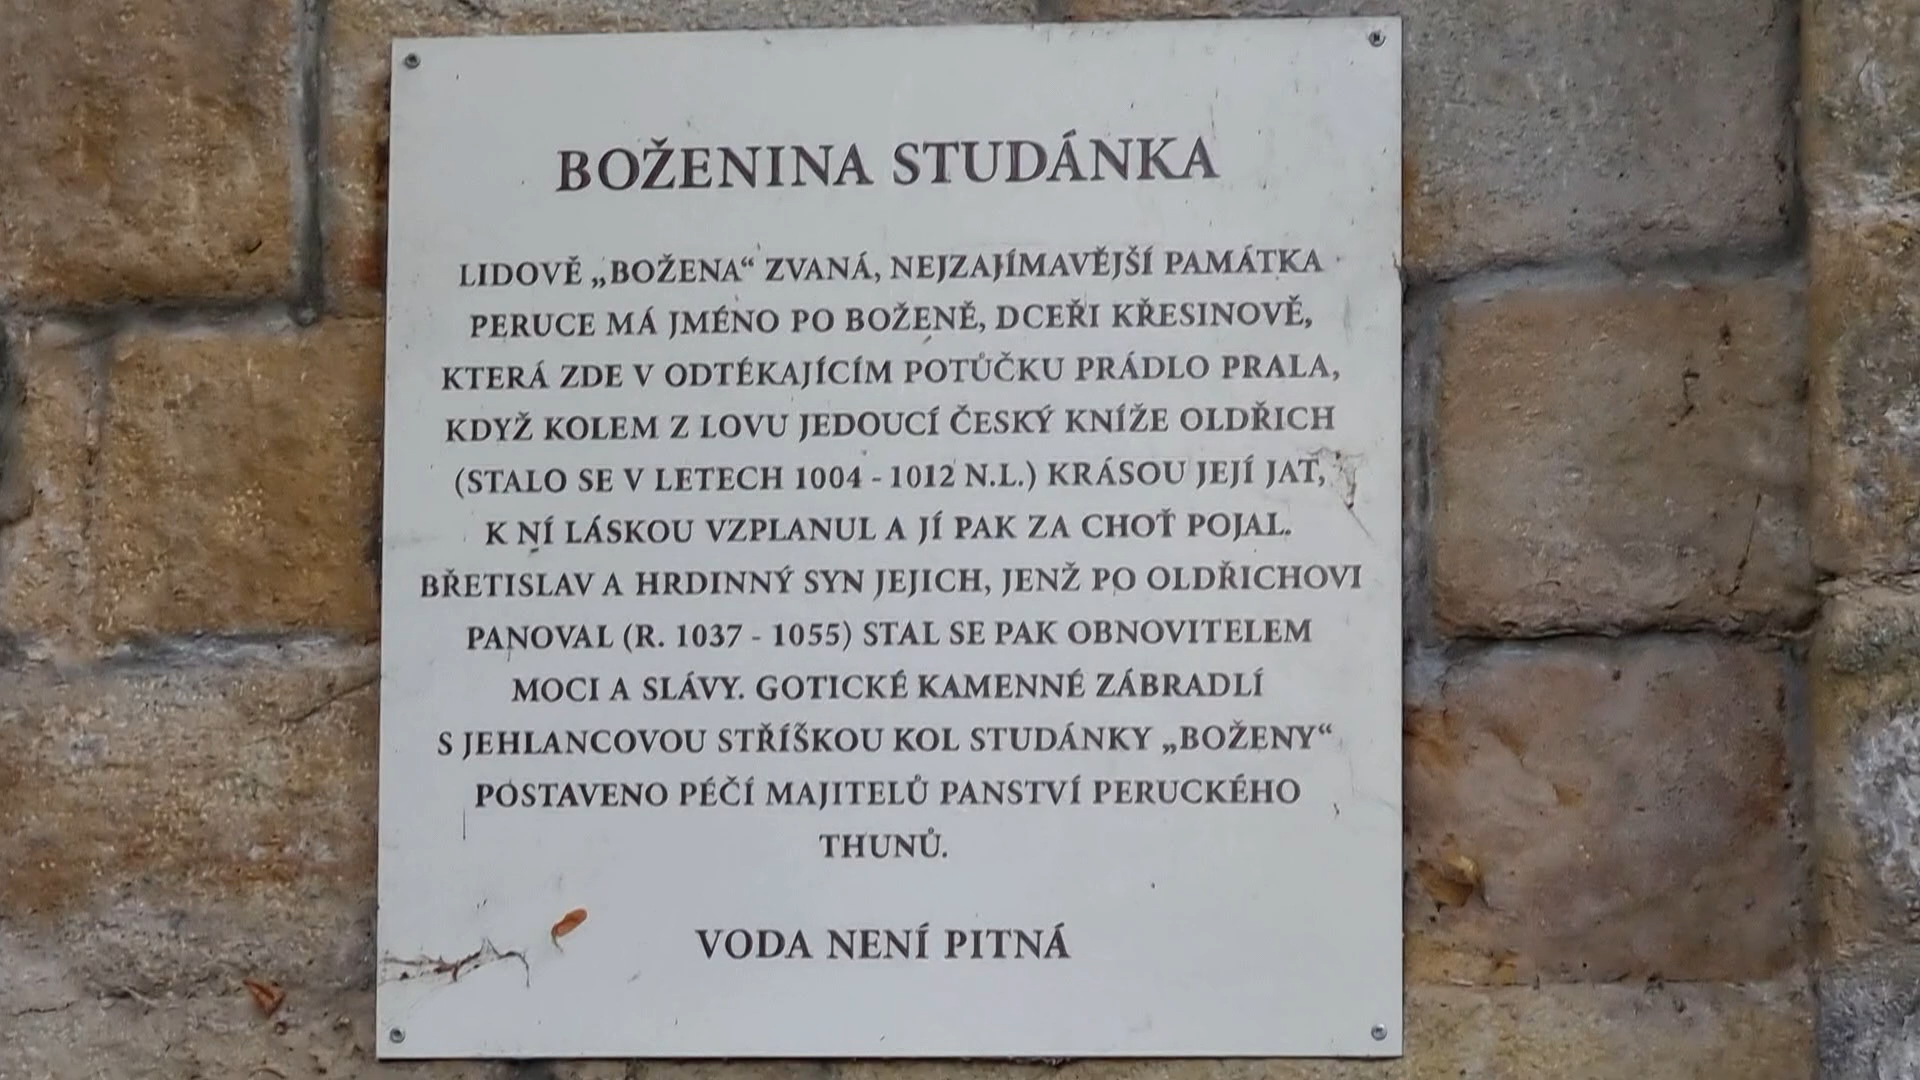 BOŽENINA STUDÁNKA
LIDOVĚ „BOŽENA“ ZVANÁ, NEJZAJÍMAVĚJŠÍ PAMÁTKA
PERUCE MÁ JMÉNO PO BOŽENĚ, DCEŘI KŘESINOVĚ,
KTERÁ ZDE V ODTÉKAJÍCÍM POTŮČKU PRÁDLO PRALA,
KDYŽ KOLEM Z LOVU JEDOUCÍ ČESKÝ KNÍŽE OLDŘICH
(STALO SE V LETECH 1004 - 1012 N.L.) KRÁSOU JEJÍ JAT,
K NÍ LÁSKOU VZPLANUL A JÍ PAK ZA CHOŤ POJAL.
BŘETISLAV A HRDINNÝ SYN JEJICH, JENŽ PO OLDŘICHOVI
PANOVAL (R. 1037 - 1055) STAL SE PAK OBNOVITELEM
MOCI A SLÁVY. GOTICKÉ KAMENNÉ ZÁBRADLÍ
S JEHLANCOVOU STŘÍŠKOU KOL STUDÁNKY „BOŽENY“
POSTAVENO PÉČÍ MAJITELŮ PANSTVÍ PERUCKÉHO
THUNŮ.
VODA NENÍ PITNÁ